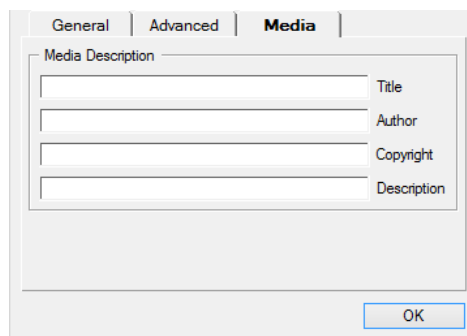 General Advanced Media
Media Description
Title
Author
Copyright
Description
OK